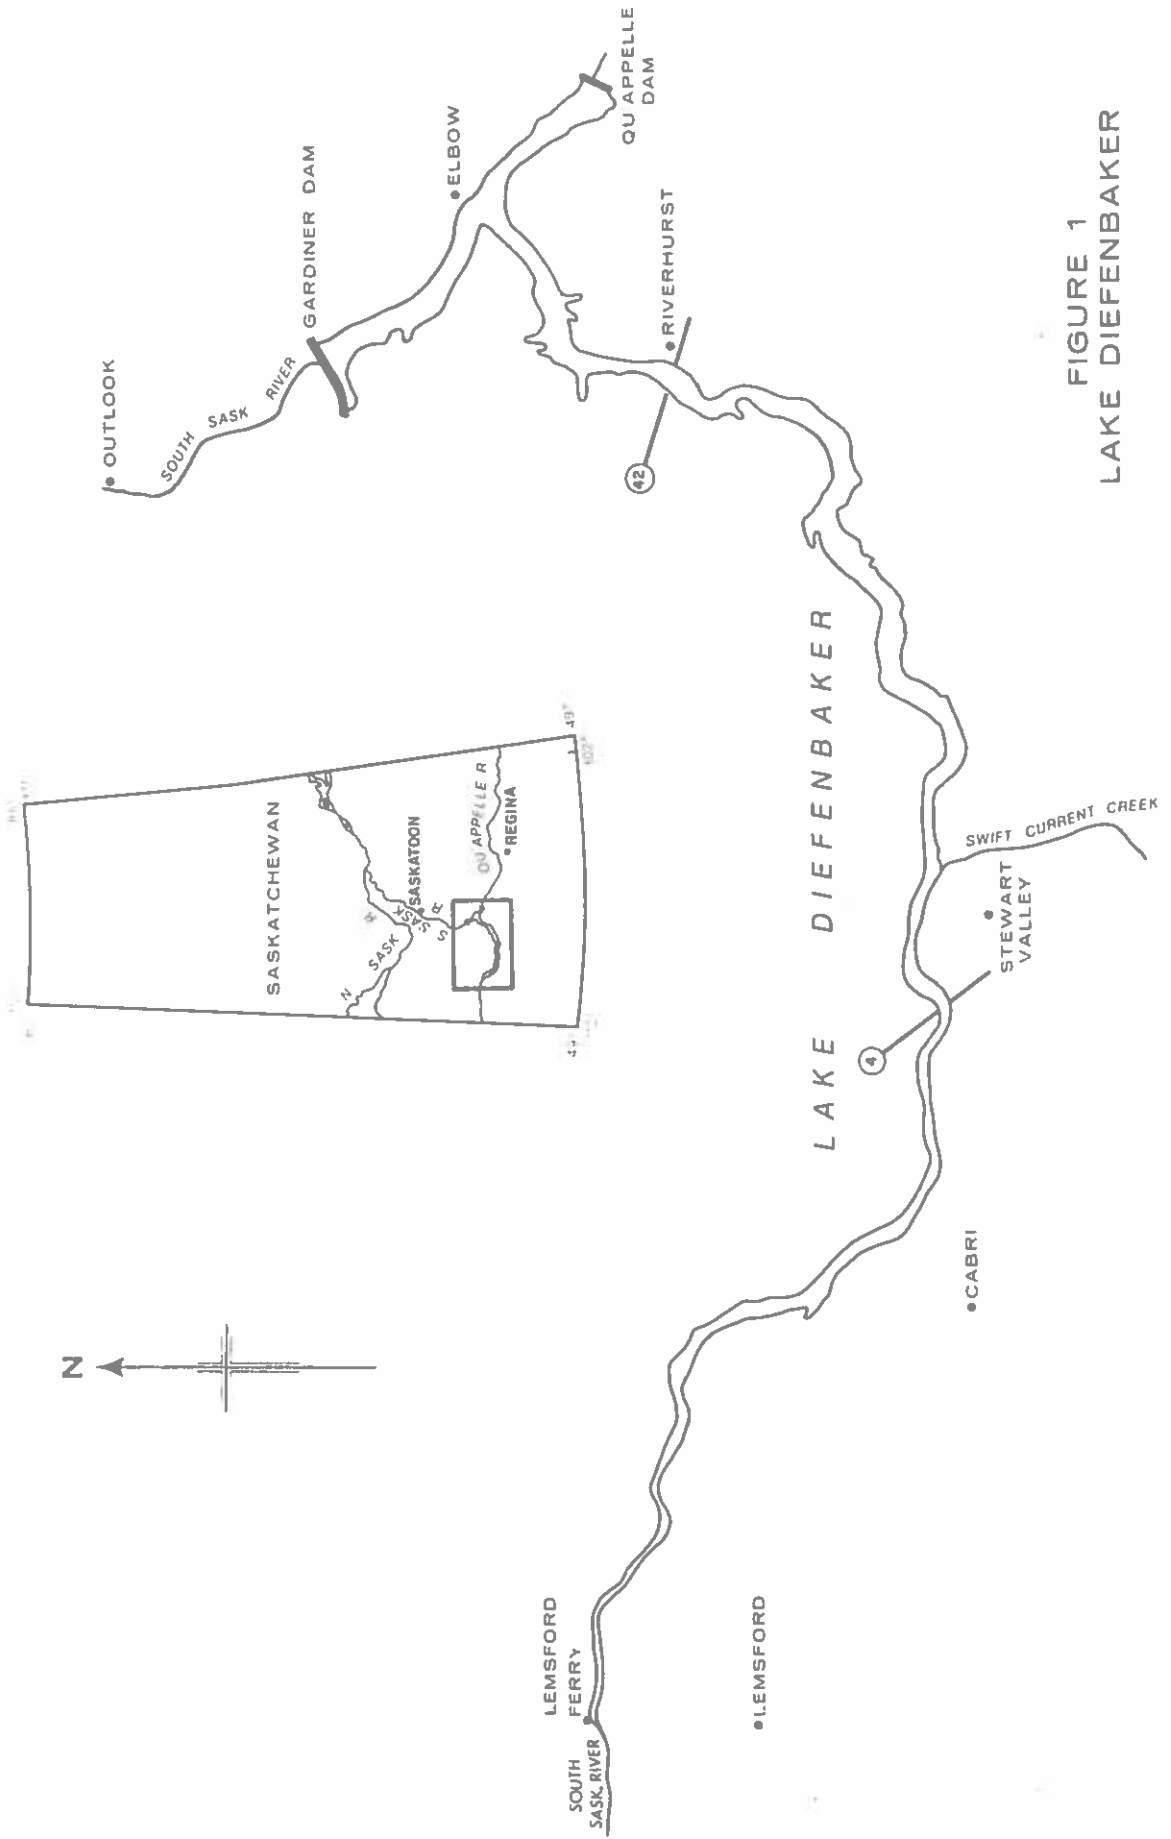 N
SASKATCHEWAN
N
SASK
R
S
SASK
R
SASKATOON
QU'APPELLE R
REGINA
49°
OUTLOOK
SOUTH SASK RIVER
GARDINER DAM
ELBOW
QU'APPELLE
DAM
RIVERHURST
42
LEMSFORD
FERRY
SOUTH
SASK. RIVER
LEMSFORD
CABRI
LAKE DIEFENBAKER
4
STEWART
VALLEY
SWIFT CURRENT CREEK
FIGURE 1
LAKE DIEFENBAKER